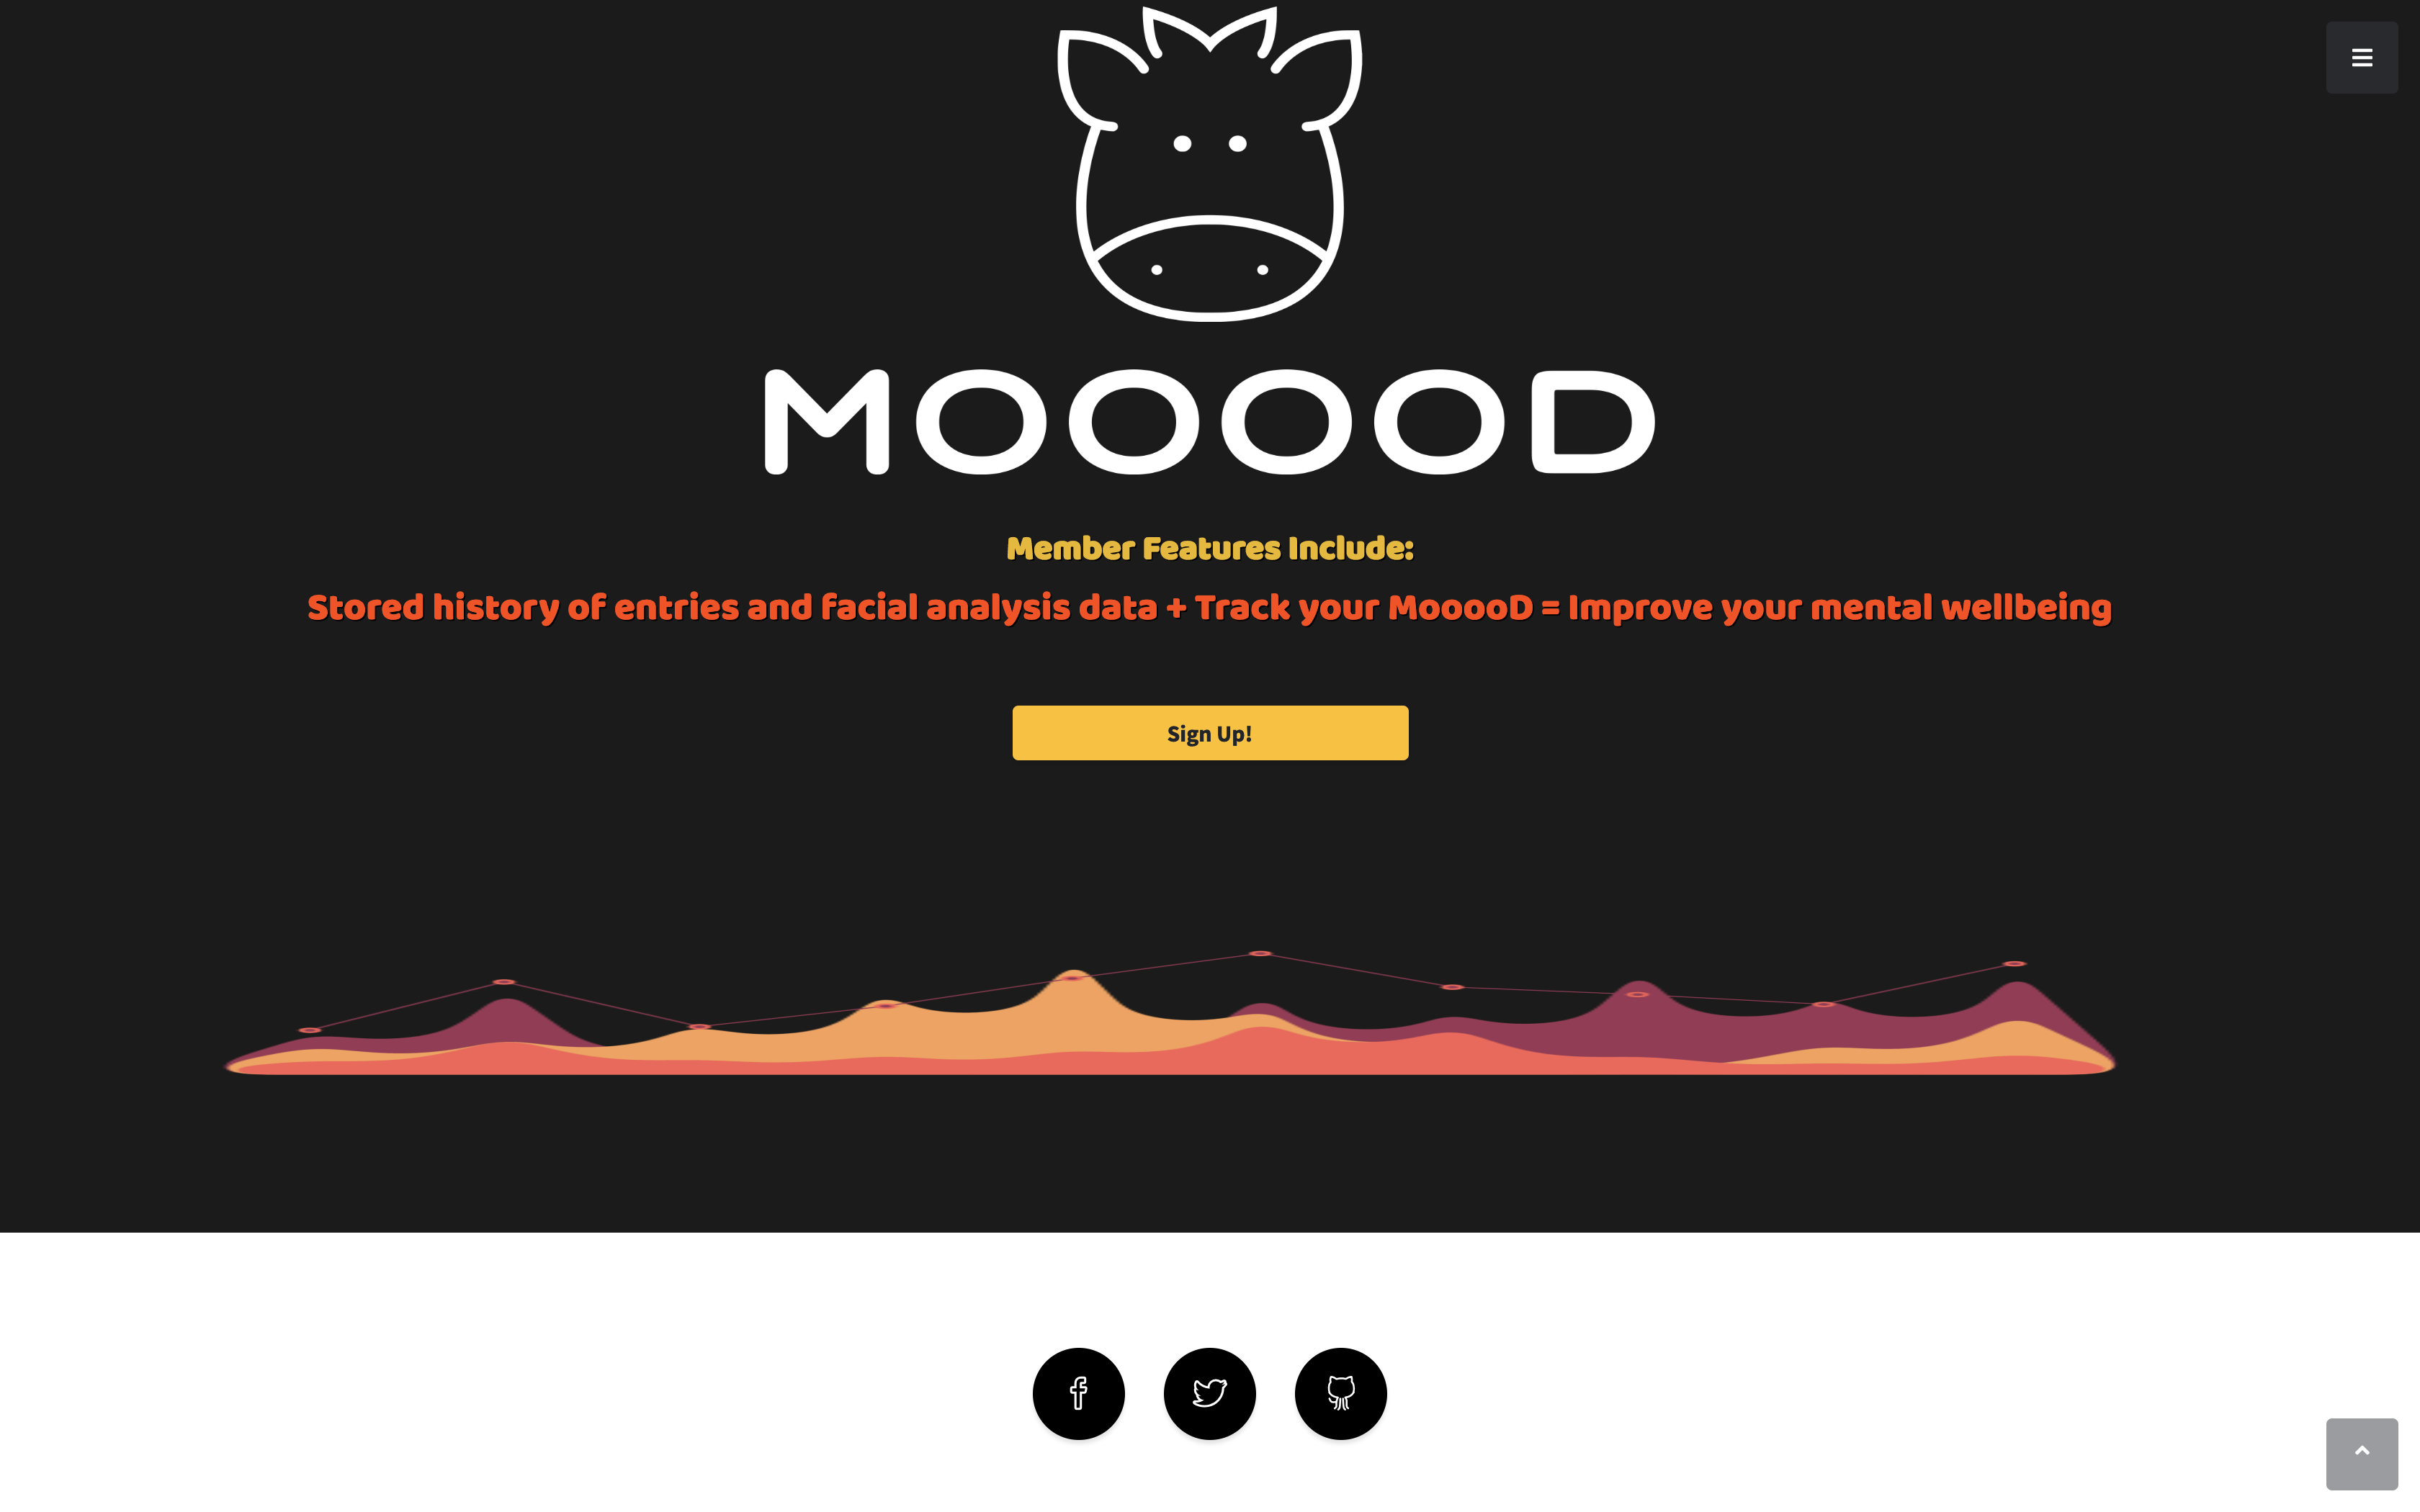 MOOOOD
Member Features Include:
Stored history of entries and facial analysis data + Track your MooooD = Improve your mental wellbeing
Sign Up!